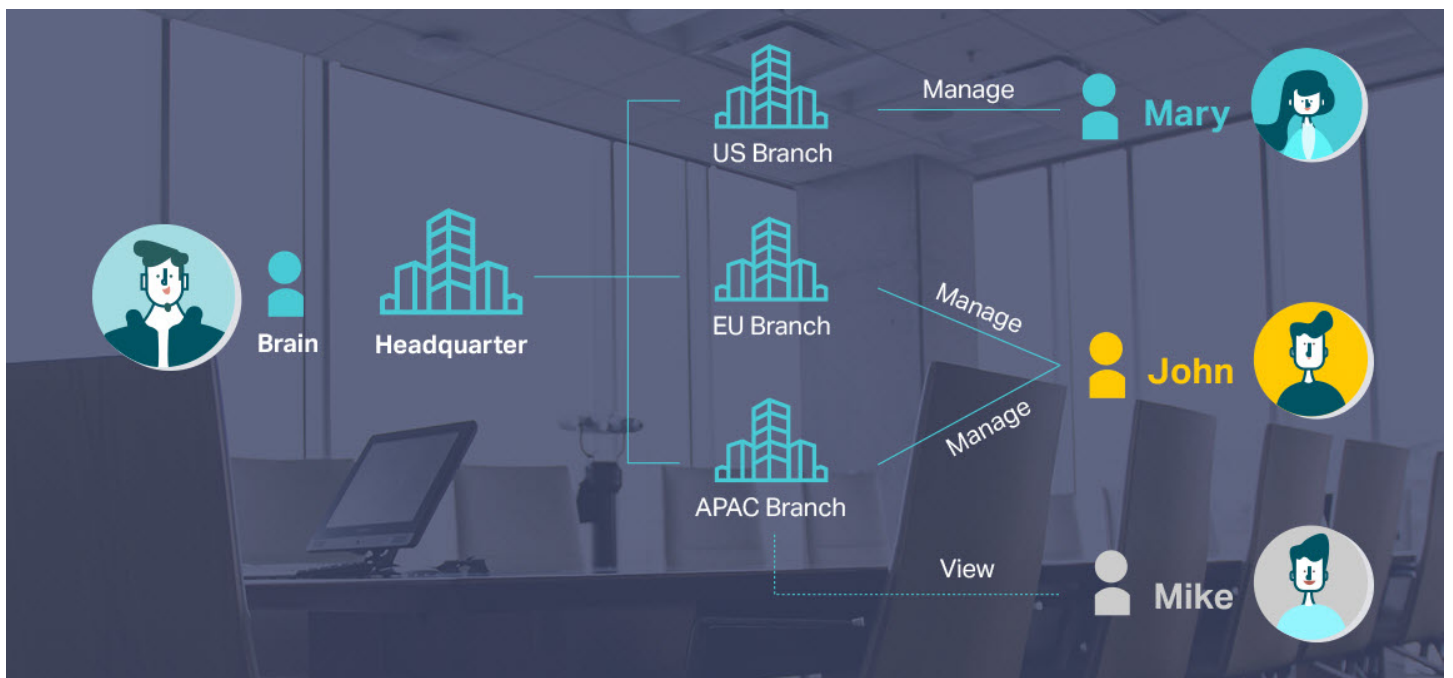 Manage
Mary
US Branch
Brain
Headquarter
EU Branch
Manage
John
Manage
APAC Branch
View
Mike